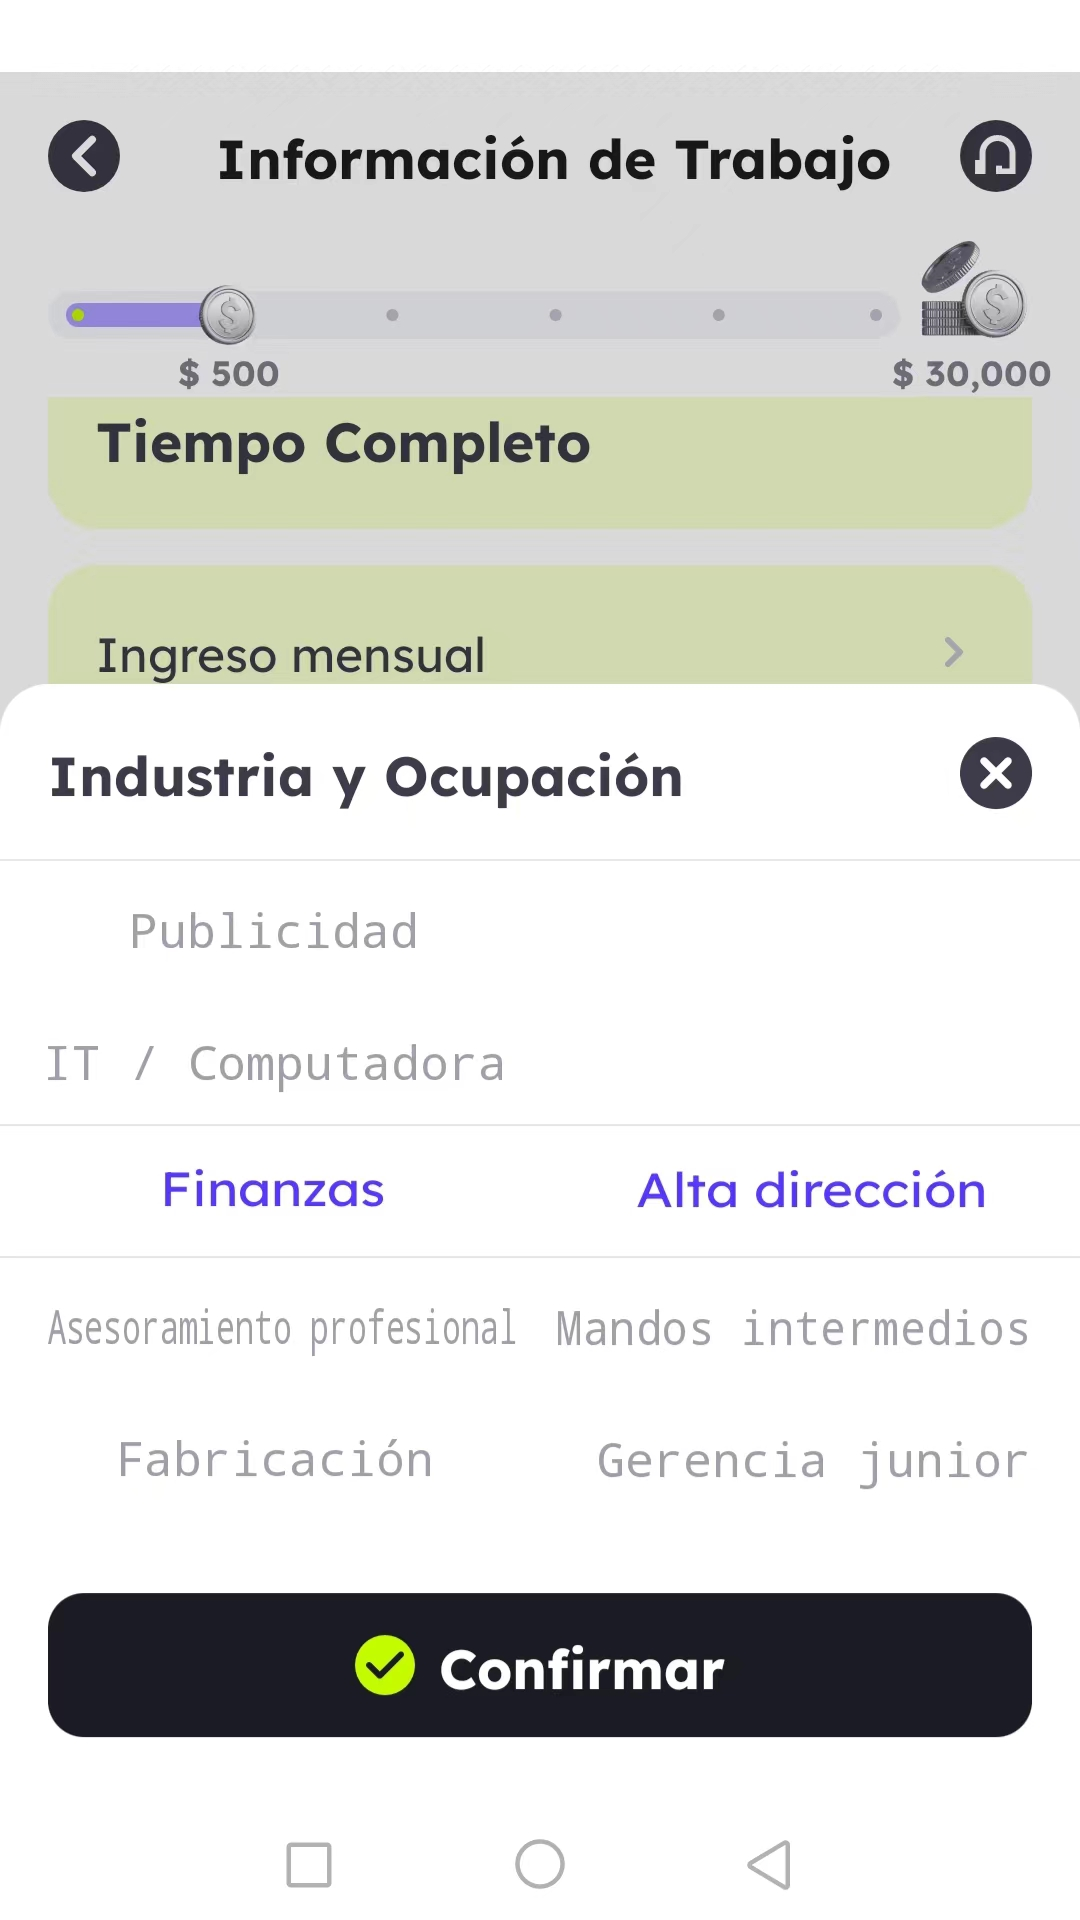 Información de Trabajo
$ 500
$ 30,000
Tiempo Completo
Ingreso mensual
Industria y Ocupación
Publicidad
IT / Computadora
Finanzas Alta dirección
Asesoramiento profesional Mandos intermedios
Fabricación Gerencia junior
Confirmar